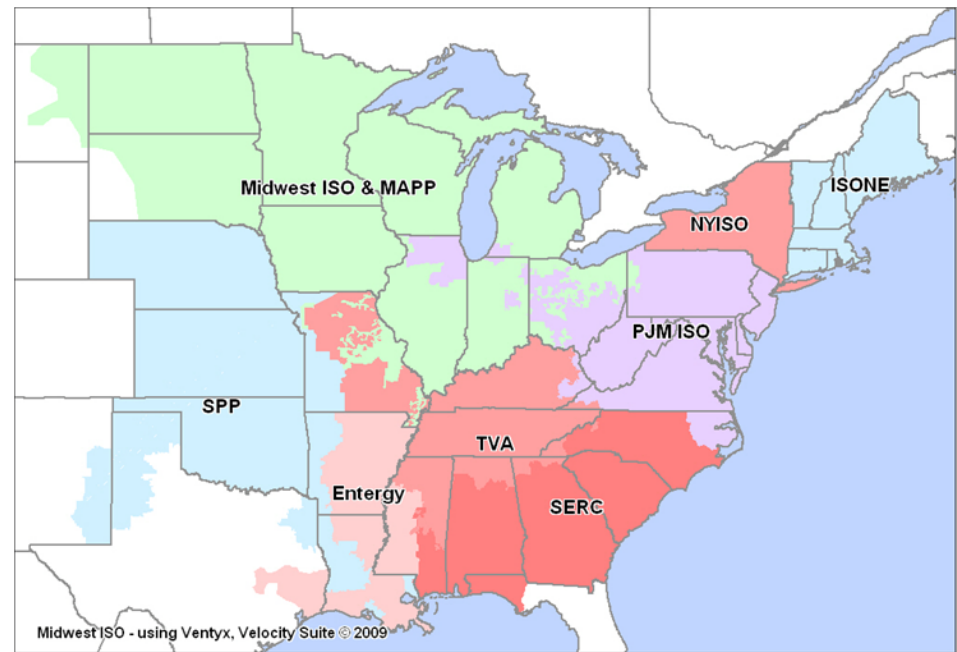 Midwest ISO & MAPP
ISONE
NYISO
PJM ISO
SPP
TVA
Entergy
SERC
Midwest ISO - using Ventyx, Velocity Suite © 2009